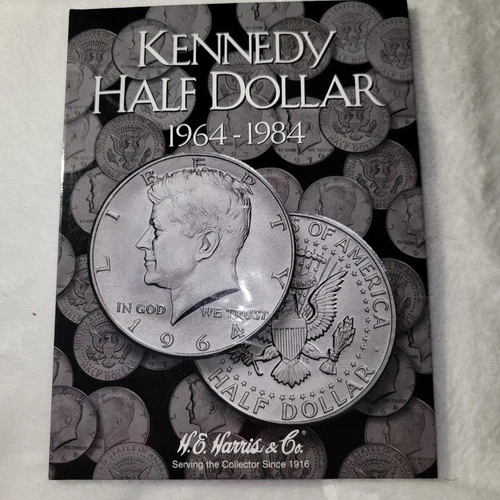 KENNEDY
HALF DOLLAR
1964-1984
LIBERTY
IN GOD WE TRUST
1964
S OF AMERICA
HALF DOLLAR
H.E. Harris & Co.®
Serving the Collector Since 1916